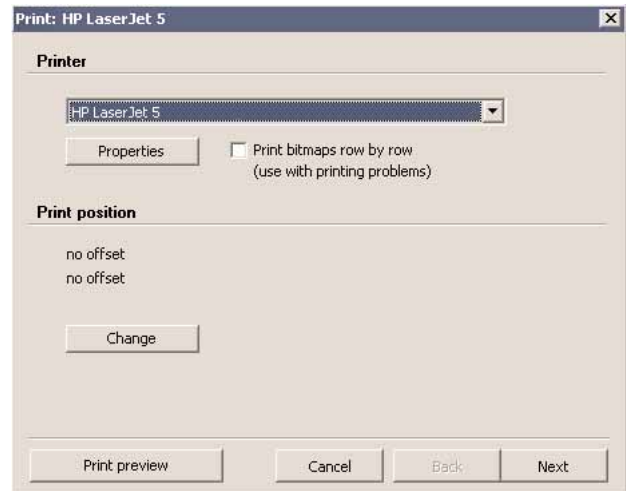 Print: HP LaserJet 5
Printer
HP LaserJet 5
Properties
Print bitmaps row by row
(use with printing problems)
Print position
no offset
no offset
Change
Print preview
Cancel
Back
Next